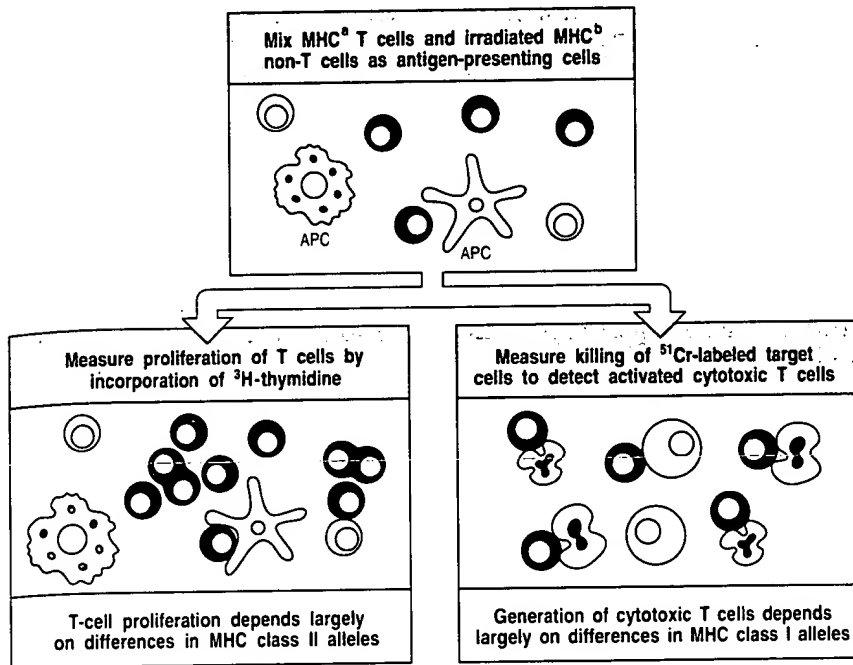 Mix MHCᵃ T cells and irradiated MHCᵇ
non-T cells as antigen-presenting cells
APC
APC
Measure proliferation of T cells by
incorporation of ³H-thymidine
T-cell proliferation depends largely
on differences in MHC class II alleles
Measure killing of ⁵¹Cr-labeled target
cells to detect activated cytotoxic T cells
Generation of cytotoxic T cells depends
largely on differences in MHC class I alleles